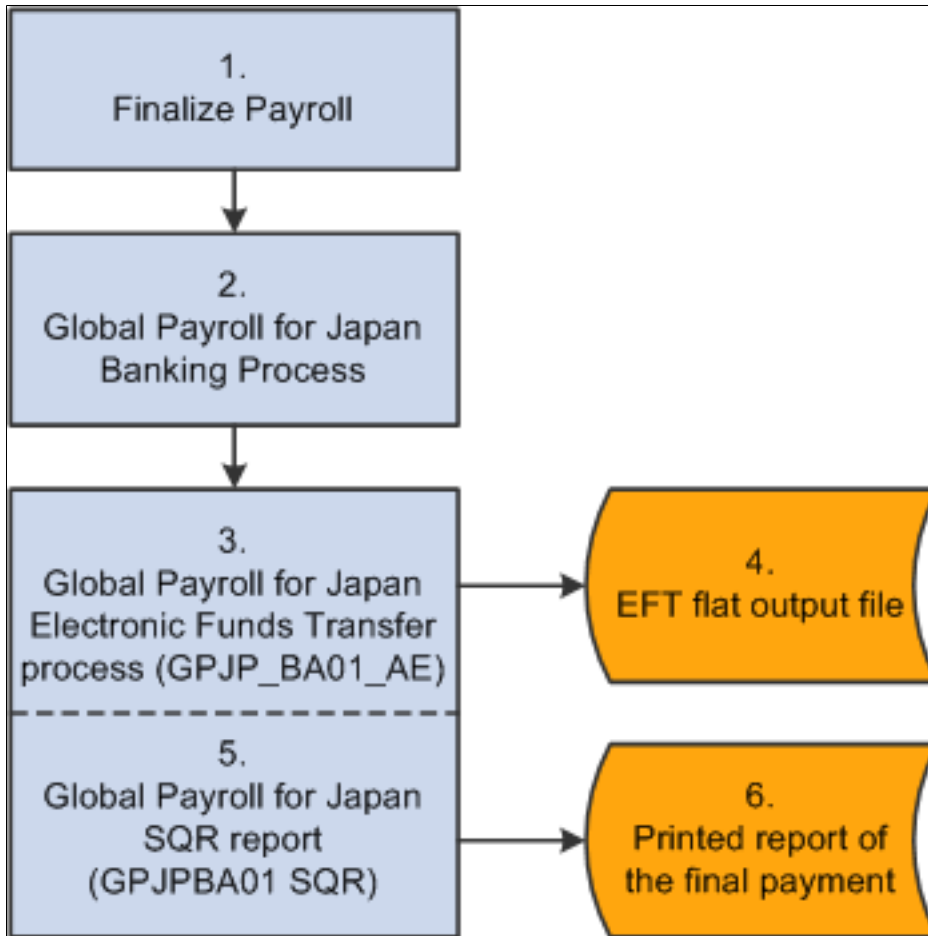 1.
Finalize Payroll
2.
Global Payroll for Japan
Banking Process
3.
Global Payroll for Japan
Electronic Funds Transfer
process (GPJP_BA01_AE)
4.
EFT flat output file
5.
Global Payroll for Japan
SQR report
(GPJPBA01 SQR)
6.
Printed report of
the final payment